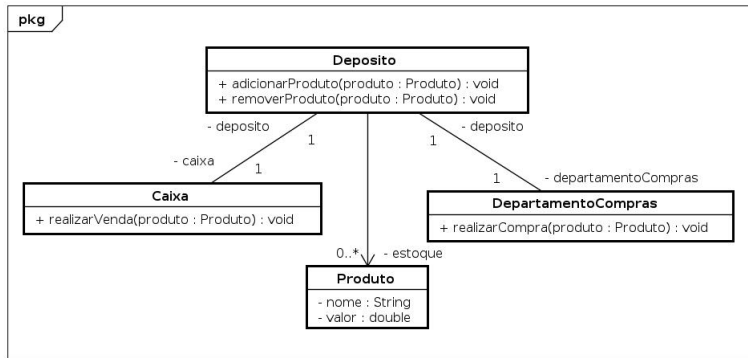 pkg
Deposito
+ adicionarProduto(produto : Produto) : void
+ removerProduto(produto : Produto) : void
- deposito
1
1
- deposito
- caixa
1
1
- departamentoCompras
Caixa
+ realizarVenda(produto : Produto) : void
DepartamentoCompras
+ realizarCompra(produto : Produto) : void
0..*
- estoque
Produto
- nome : String
- valor : double